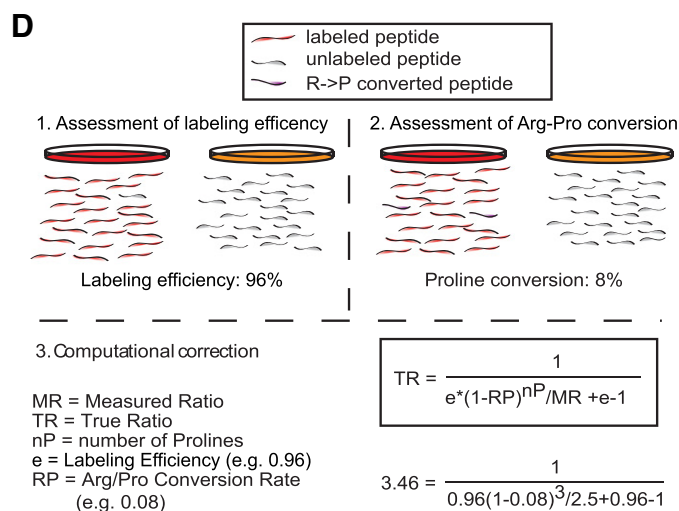 D
labeled peptide
unlabeled peptide
R->P converted peptide
1. Assessment of labeling efficency
2. Assessment of Arg-Pro conversion
Labeling efficiency: 96%
Proline conversion: 8%
3. Computational correction
MR = Measured Ratio
TR = True Ratio
nP = number of Prolines
e = Labeling Efficiency (e.g. 0.96)
RP = Arg/Pro Conversion Rate
(e.g. 0.08)
TR = 1
e*(1-RP)^nP/MR +e-1
3.46 = 1
0.96(1-0.08)^3/2.5+0.96-1